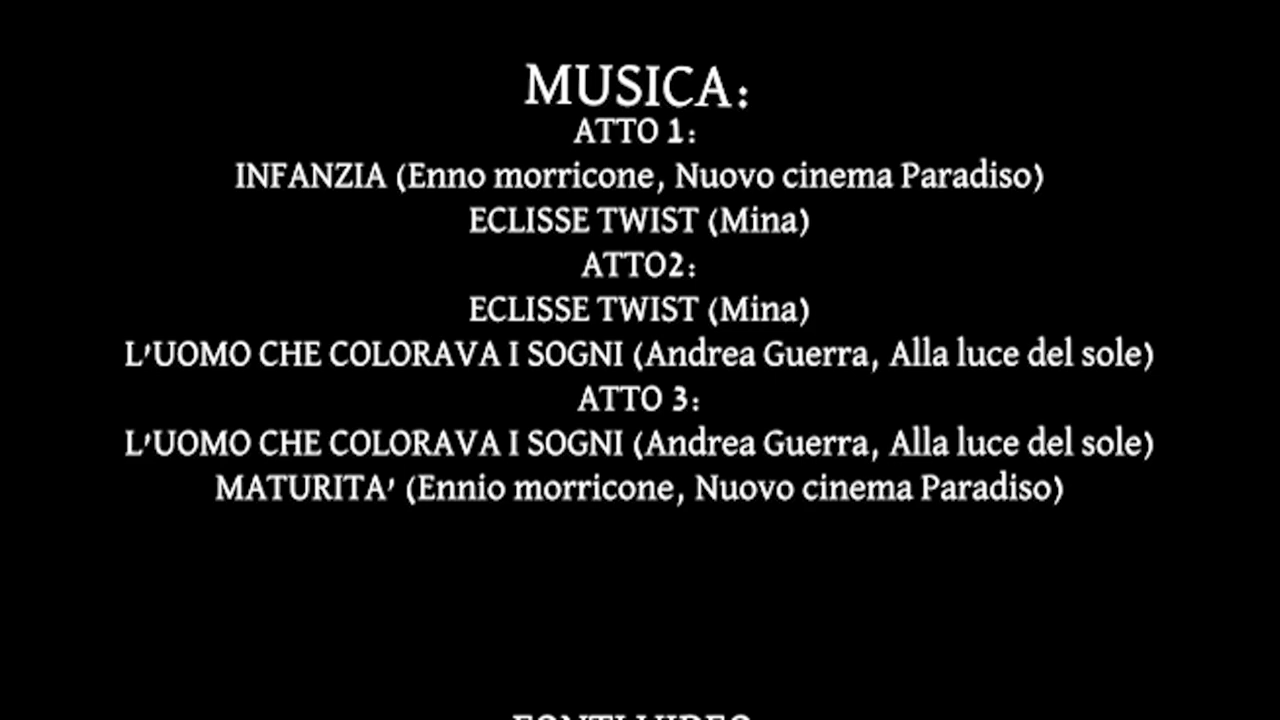 MUSICA:
ATTO 1:
INFANZIA (Enno morricone, Nuovo cinema Paradiso)
ECLISSE TWIST (Mina)
ATTO2:
ECLISSE TWIST (Mina)
L'UOMO CHE COLORAVA I SOGNI (Andrea Guerra, Alla luce del sole)
ATTO 3:
L'UOMO CHE COLORAVA I SOGNI (Andrea Guerra, Alla luce del sole)
MATURITA' (Ennio morricone, Nuovo cinema Paradiso)
FONTI VIDEO